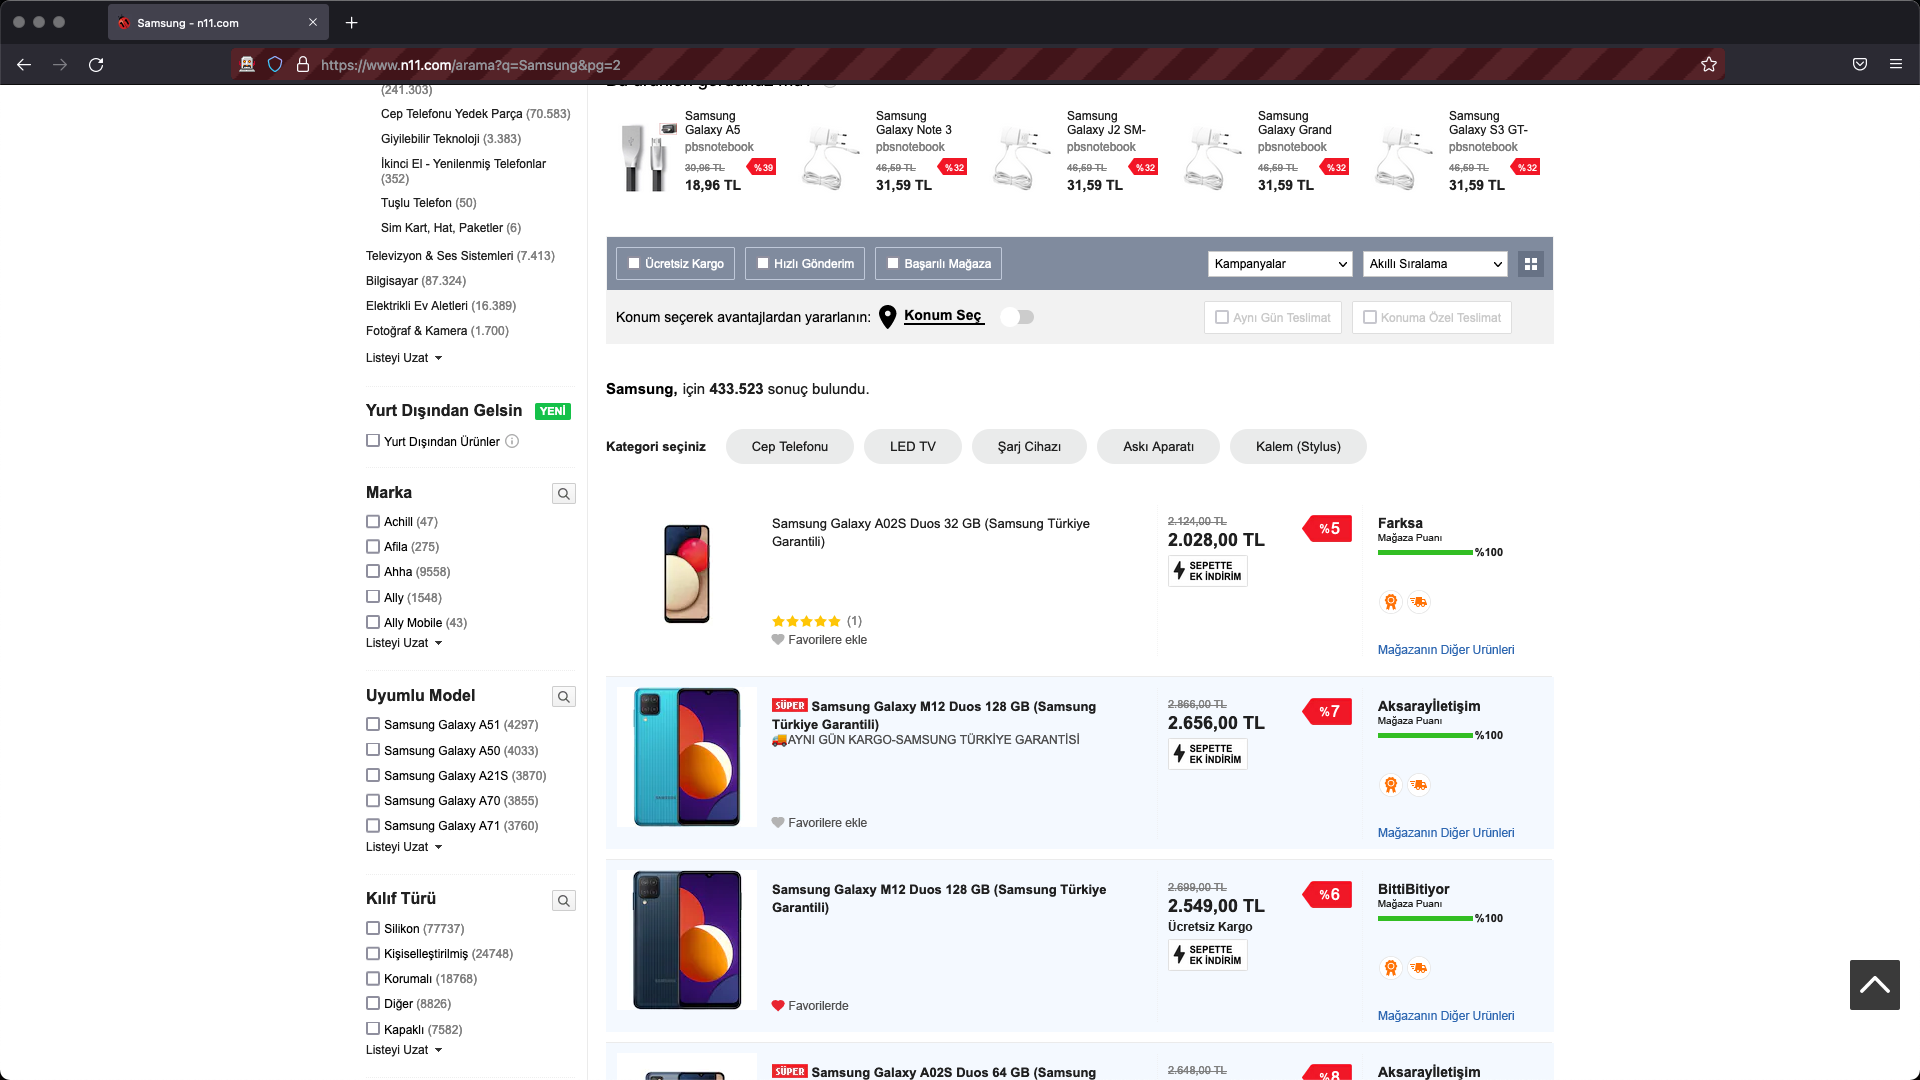 Samsung - n11.com
https://www.n11.com/arama?q=Samsung&pg=2
(241.303)
Cep Telefonu Yedek Parça (70.583)
Giyilebilir Teknoloji (3.383)
İkinci El - Yenilenmiş Telefonlar
(352)
Tuşlu Telefon (50)
Sim Kart, Hat, Paketler (6)
Televizyon & Ses Sistemleri (7.413)
Bilgisayar (87.324)
Elektrikli Ev Aletleri (16.389)
Fotoğraf & Kamera (1.700)
Listeyi Uzat
Yurt Dışından Gelsin YENİ
Yurt Dışından Ürünler
Marka
Achill (47)
Afila (275)
Ahha (9558)
Ally (1548)
Ally Mobile (43)
Listeyi Uzat
Uyumlu Model
Samsung Galaxy A51 (4297)
Samsung Galaxy A50 (4033)
Samsung Galaxy A21S (3870)
Samsung Galaxy A70 (3855)
Samsung Galaxy A71 (3760)
Listeyi Uzat
Kılıf Türü
Silikon (77737)
Kişiselleştirilmiş (24748)
Korumalı (18768)
Diğer (8826)
Kapaklı (7582)
Listeyi Uzat
Samsung
Galaxy A5
pbsnotebook
30,96 TL %39
18,96 TL
Samsung
Galaxy Note 3
pbsnotebook
46,59 TL %32
31,59 TL
Samsung
Galaxy J2 SM-
pbsnotebook
46,59 TL %32
31,59 TL
Samsung
Galaxy Grand
pbsnotebook
46,59 TL %32
31,59 TL
Samsung
Galaxy S3 GT-
pbsnotebook
46,59 TL %32
31,59 TL
Ücretsiz Kargo Hızlı Gönderim Başarılı Mağaza Kampanyalar Akıllı Sıralama
Konum seçerek avantajlardan yararlanın: Konum Seç Aynı Gün Teslimat Konuma Özel Teslimat
Samsung, için 433.523 sonuç bulundu.
Kategori seçiniz Cep Telefonu LED TV Şarj Cihazı Askı Aparatı Kalem (Stylus)
Samsung Galaxy A02S Duos 32 GB (Samsung Türkiye
Garantili)
(1)
Favorilere ekle
2.124,00 TL
2.028,00 TL
SEPETTE
EK İNDİRİM
%5
Farksa
Mağaza Puanı
%100
Mağazanın Diğer Ürünleri
SÜPER Samsung Galaxy M12 Duos 128 GB (Samsung
Türkiye Garantili)
AYNI GÜN KARGO-SAMSUNG TÜRKİYE GARANTİSİ
Favorilere ekle
2.866,00 TL
2.656,00 TL
SEPETTE
EK İNDİRİM
%7
Aksarayİletişim
Mağaza Puanı
%100
Mağazanın Diğer Ürünleri
Samsung Galaxy M12 Duos 128 GB (Samsung Türkiye
Garantili)
Favorilerde
2.699,00 TL
2.549,00 TL
Ücretsiz Kargo
SEPETTE
EK İNDİRİM
%6
BittiBitiyor
Mağaza Puanı
%100
Mağazanın Diğer Ürünleri
SÜPER Samsung Galaxy A02S Duos 64 GB (Samsung
2.648,00 TL
%8
Aksarayİletişim